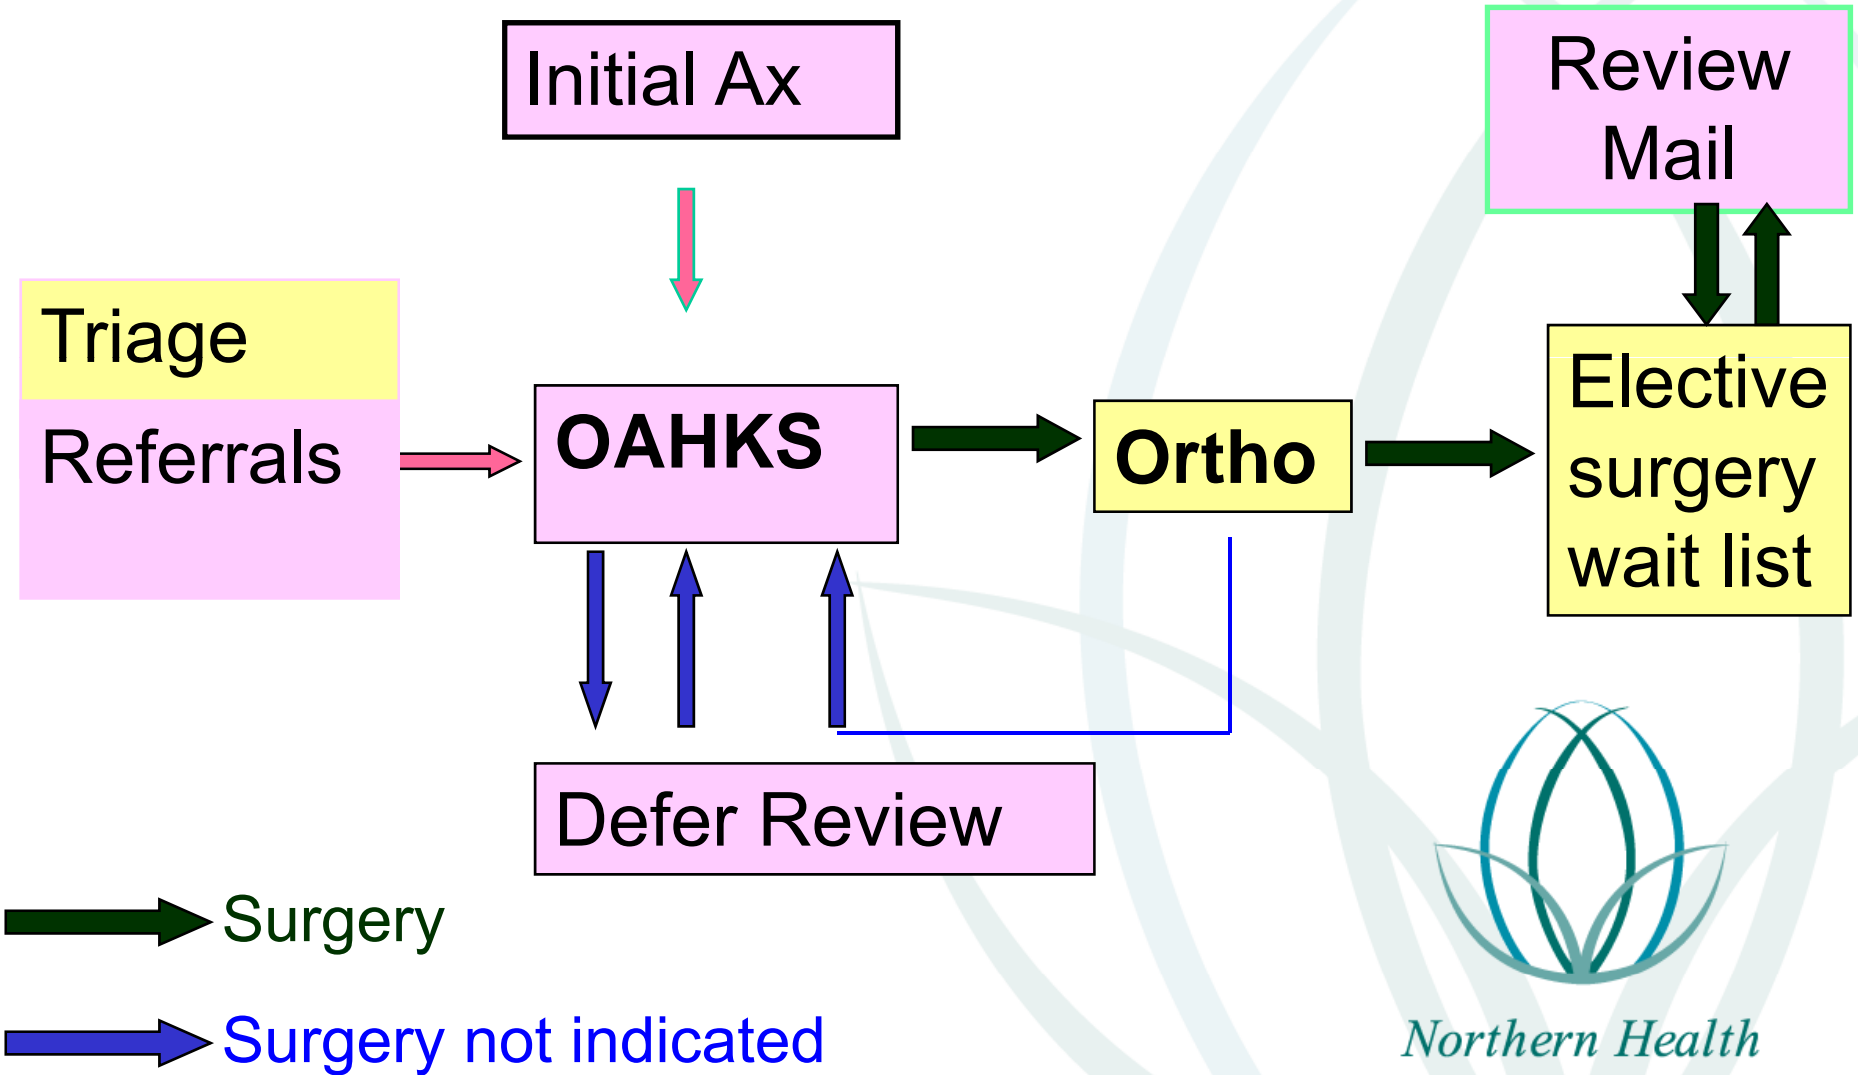 Initial Ax
Review
Mail
Triage
Referrals
OAHKS
Ortho
Elective
surgery
wait list
Defer Review
Surgery
Surgery not indicated
Northern Health